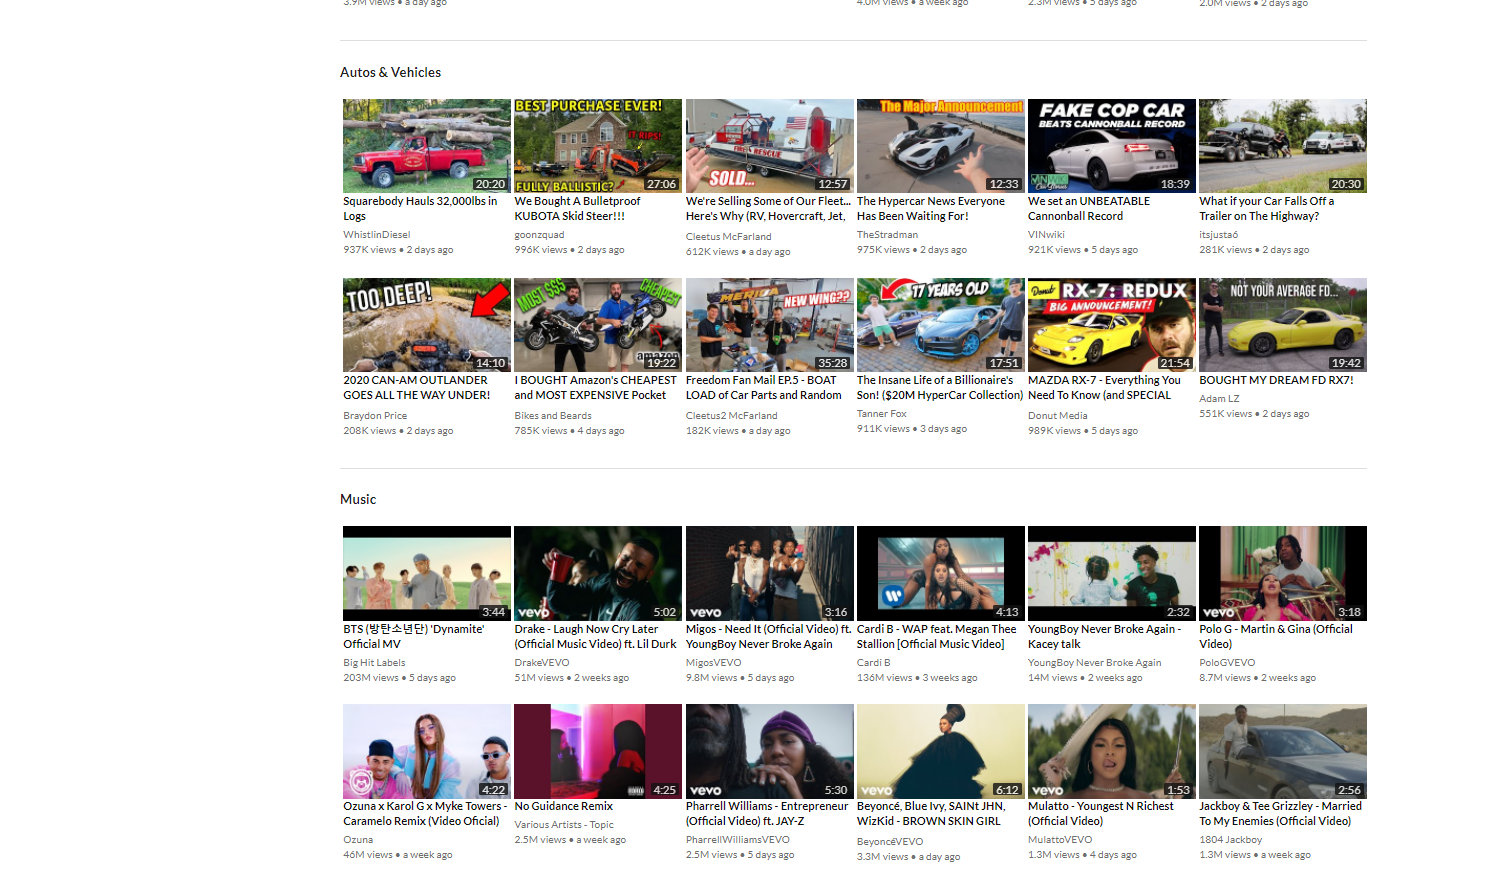 3.9M views • a day ago
4.0M views • a week ago
2.3M views • 5 days ago
2.0M views • 2 days ago
Autos & Vehicles
20:20
BEST PURCHASE EVER!
IT RIPS!
FULLY BALLISTIC?
27:06
FIRE RESCUE
SOLD...
12:57
The Major Announcement
12:33
FAKE COP CAR
BEATS CANNONBALL RECORD
VINWiki
Car Stories
18:39
20:30
Squarebody Hauls 32,000lbs in
Logs
WhistlinDiesel
937K views • 2 days ago
We Bought A Bulletproof
KUBOTA Skid Steer!!!
goonzquad
996K views • 2 days ago
We're Selling Some of Our Fleet...
Here's Why (RV, Hovercraft, Jet,
Cleetus McFarland
612K views • a day ago
The Hypercar News Everyone
Has Been Waiting For!
TheStradman
975K views • 2 days ago
We set an UNBEATABLE
Cannonball Record
VINwiki
921K views • 5 days ago
What if your Car Falls Off a
Trailer on The Highway?
itsjusta6
281K views • 2 days ago
TOO DEEP!
14:10
MOST $$$
CHEAPEST
amazon
19:22
MERICA
NEW WING??
35:28
17 YEARS OLD
17:51
Donut
RX-7: REDUX
BIG ANNOUNCEMENT!
21:54
NOT YOUR AVERAGE FD...
19:42
2020 CAN-AM OUTLANDER
GOES ALL THE WAY UNDER!
Braydon Price
208K views • 2 days ago
I BOUGHT Amazon's CHEAPEST
and MOST EXPENSIVE Pocket
Bikes and Beards
785K views • 4 days ago
Freedom Fan Mail EP.5 - BOAT
LOAD of Car Parts and Random
Cleetus2 McFarland
182K views • a day ago
The Insane Life of a Billionaire's
Son! ($20M HyperCar Collection)
Tanner Fox
911K views • 3 days ago
MAZDA RX-7 - Everything You
Need To Know (and SPECIAL
Donut Media
989K views • 5 days ago
BOUGHT MY DREAM FD RX7!
Adam LZ
551K views • 2 days ago
Music
3:44
vevo
5:02
vevo
3:16
W
4:13
2:32
vevo
3:18
BTS (방탄소년단) 'Dynamite'
Official MV
Big Hit Labels
203M views • 5 days ago
Drake - Laugh Now Cry Later
(Official Music Video) ft. Lil Durk
DrakeVEVO
51M views • 2 weeks ago
Migos - Need It (Official Video) ft.
YoungBoy Never Broke Again
MigosVEVO
9.8M views • 5 days ago
Cardi B - WAP feat. Megan Thee
Stallion [Official Music Video]
Cardi B
136M views • 3 weeks ago
YoungBoy Never Broke Again -
Kacey talk
YoungBoy Never Broke Again
14M views • 2 weeks ago
Polo G - Martin & Gina (Official
Video)
PoloGVEVO
8.7M views • 2 weeks ago
4:22
4:25
vevo
5:30
vevo
6:12
vevo
1:53
2:56
Ozuna x Karol G x Myke Towers -
Caramelo Remix (Video Oficial)
Ozuna
46M views • a week ago
No Guidance Remix
Various Artists - Topic
2.5M views • a week ago
Pharrell Williams - Entrepreneur
(Official Video) ft. JAY-Z
PharrellWilliamsVEVO
2.5M views • 5 days ago
Beyoncé, Blue Ivy, SAINt JHN,
WizKid - BROWN SKIN GIRL
BeyoncéVEVO
3.3M views • a day ago
Mulatto - Youngest N Richest
(Official Video)
MulattoVEVO
1.3M views • 4 days ago
Jackboy & Tee Grizzley - Married
To My Enemies (Official Video)
1804 Jackboy
1.3M views • a week ago